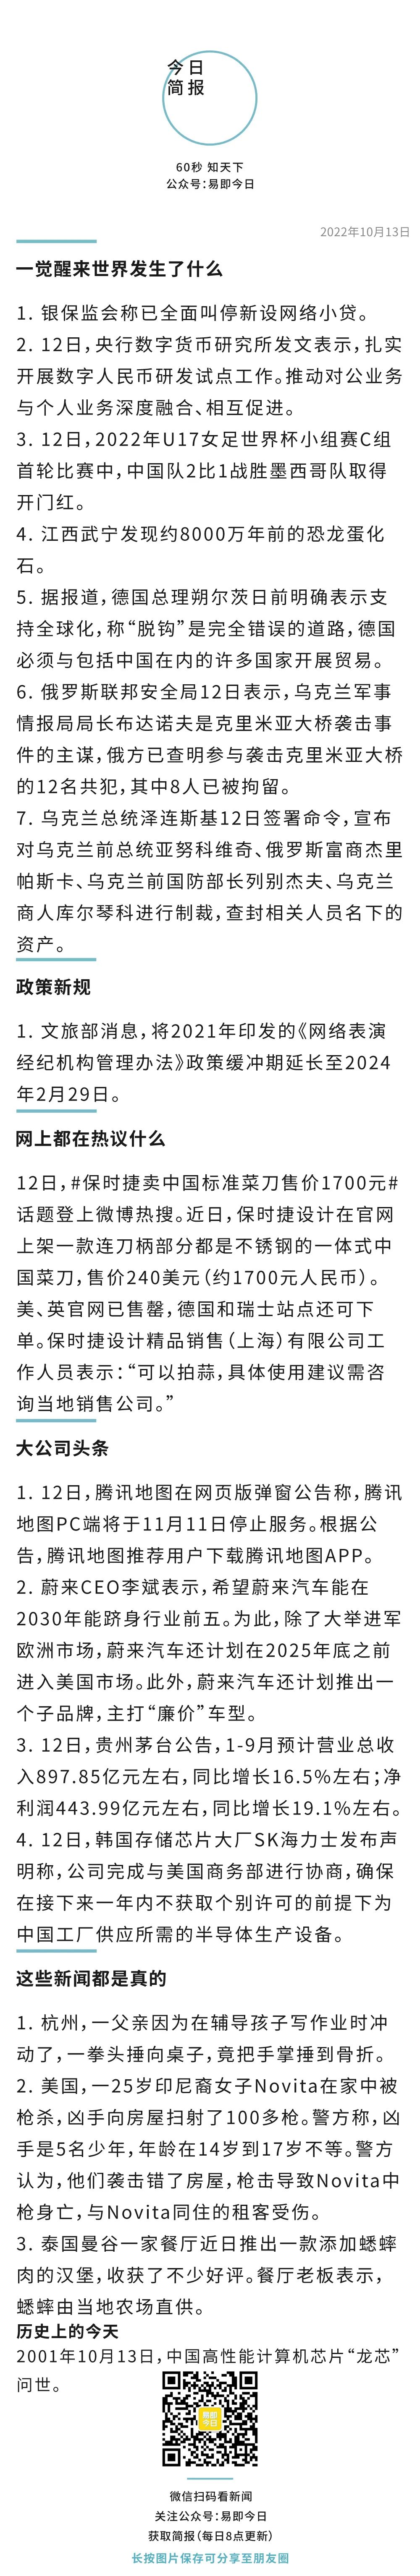 今日
简报
60秒 知天下
公众号:易即今日
2022年10月13日
一觉醒来世界发生了什么
1. 银保监会称已全面叫停新设网络小贷。
2. 12日,央行数字货币研究所发文表示,扎实
开展数字人民币研发试点工作。推动对公业务
与个人业务深度融合、相互促进。
3. 12日,2022年U17女足世界杯小组赛C组
首轮比赛中,中国队2比1战胜墨西哥队取得
开门红。
4. 江西武宁发现约8000万年前的恐龙蛋化
石。
5. 据报道,德国总理朔尔茨日前明确表示支
持全球化,称“脱钩”是完全错误的道路,德国
必须与包括中国在内的许多国家开展贸易。
6. 俄罗斯联邦安全局12日表示,乌克兰军事
情报局局长布达诺夫是克里米亚大桥袭击事
件的主谋,俄方已查明参与袭击克里米亚大桥
的12名共犯,其中8人已被拘留。
7. 乌克兰总统泽连斯基12日签署命令,宣布
对乌克兰前总统亚努科维奇、俄罗斯富商杰里
帕斯卡、乌克兰前国防部长列别杰夫、乌克兰
商人库尔琴科进行制裁,查封相关人员名下的
资产。
政策新规
1. 文旅部消息,将2021年印发的《网络表演
经纪机构管理办法》政策缓冲期延长至2024
年2月29日。
网上都在热议什么
12日,#保时捷卖中国标准菜刀售价1700元#
话题登上微博热搜。近日,保时捷设计在官网
上架一款连刀柄部分都是不锈钢的一体式中
国菜刀,售价240美元(约1700元人民币)。
美、英官网已售罄,德国和瑞士站点还可下
单。保时捷设计精品销售(上海)有限公司工
作人员表示:“可以拍蒜,具体使用建议需咨
询当地销售公司。”
大公司头条
1. 12日,腾讯地图在网页版弹窗公告称,腾讯
地图PC端将于11月11日停止服务。根据公
告,腾讯地图推荐用户下载腾讯地图APP。
2. 蔚来CEO李斌表示,希望蔚来汽车能在
2030年能跻身行业前五。为此,除了大举进军
欧洲市场,蔚来汽车还计划在2025年底之前
进入美国市场。此外,蔚来汽车还计划推出一
个子品牌,主打“廉价”车型。
3. 12日,贵州茅台公告,1-9月预计营业总收
入897.85亿元左右,同比增长16.5%左右;净
利润443.99亿元左右,同比增长19.1%左右。
4. 12日,韩国存储芯片大厂SK海力士发布声
明称,公司完成与美国商务部进行协商,确保
在接下来一年内不获取个别许可的前提下为
中国工厂供应所需的半导体生产设备。
这些新闻都是真的
1. 杭州,一父亲因为在辅导孩子写作业时冲
动了,一拳头捶向桌子,竟把手掌捶到骨折。
2. 美国,一25岁印尼裔女子Novita在家中被
枪杀,凶手向房屋扫射了100多枪。警方称,凶
手是5名少年,年龄在14岁到17岁不等。警方
认为,他们袭击错了房屋,枪击导致Novita中
枪身亡,与Novita同住的租客受伤。
3. 泰国曼谷一家餐厅近日推出一款添加蟋蟀
肉的汉堡,收获了不少好评。餐厅老板表示,
蟋蟀由当地农场直供。
历史上的今天
2001年10月13日,中国高性能计算机芯片“龙芯”
问世。
易即
今日
微信扫码看新闻
关注公众号:易即今日
获取简报(每日8点更新)
长按图片保存可分享至朋友圈